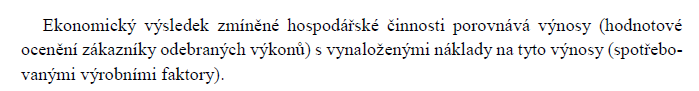 Ekonomický výsledek zmíněné hospodářské činnosti porovnává výnosy (hodnotové
ocenění zákazníky odebraných výkonů) s vynaloženými náklady na tyto výnosy (spotřebo-
vanými výrobními faktory).